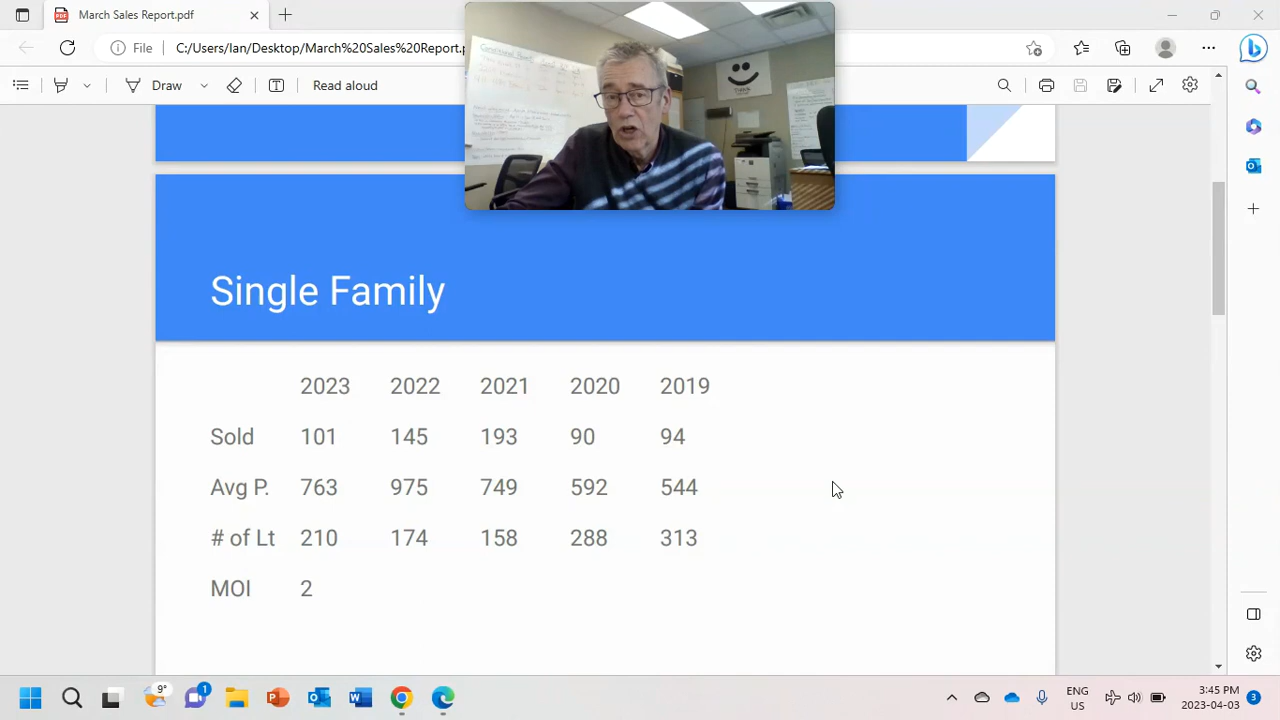 March Sales Report.pdf
File
C:/Users/Ian/Desktop/March%20Sales%20Report.p
Draw
Read aloud
Single Family
2023 2022 2021 2020 2019
Sold 101 145 193 90 94
Avg P. 763 975 749 592 544
# of Lt 210 174 158 288 313
MOI 2
9°
1
ENG
US
3:45 PM
2023-04-03
3